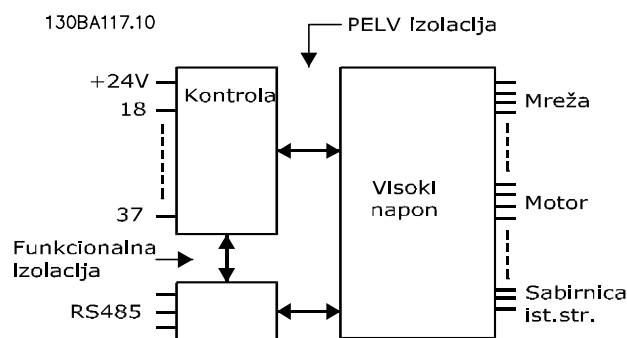 130BA117.10
PELV izolacija
+24V
18
37
Kontrola
Visoki
napon
Mreža
Motor
Funkcionalna
izolacija
RS485
Sabirnica
ist.str.